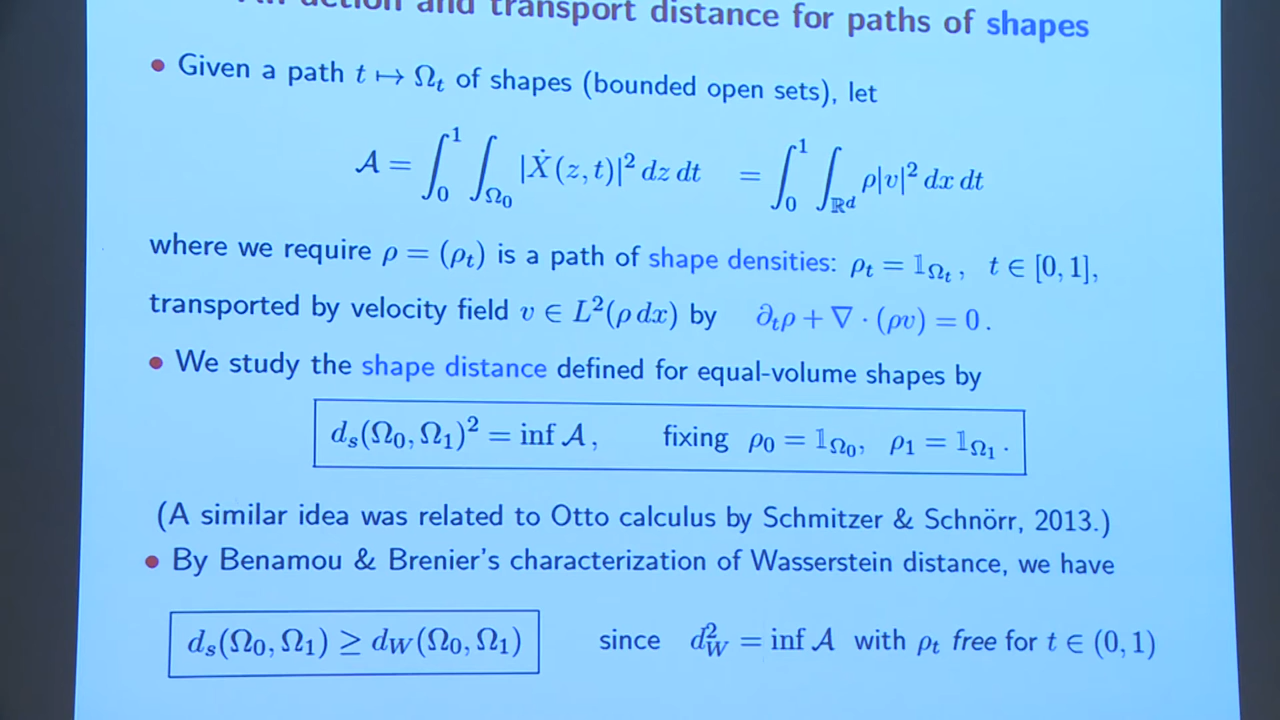 An action and transport distance for paths of shapes
• Given a path t ↦ Ω_t of shapes (bounded open sets), let
𝒜 = ∫_0^1 ∫_{Ω_0} |Ẋ(z,t)|² dz dt = ∫_0^1 ∫_{ℝ^d} ρ|v|² dx dt
where we require ρ = (ρ_t) is a path of shape densities: ρ_t = 𝟙_{Ω_t}, t ∈ [0,1],
transported by velocity field v ∈ L²(ρ dx) by ∂_tρ + ∇ · (ρv) = 0.
• We study the shape distance defined for equal-volume shapes by
d_s(Ω_0, Ω_1)² = inf 𝒜, fixing ρ_0 = 𝟙_{Ω_0}, ρ_1 = 𝟙_{Ω_1}.
(A similar idea was related to Otto calculus by Schmitzer & Schnörr, 2013.)
• By Benamou & Brenier's characterization of Wasserstein distance, we have
d_s(Ω_0, Ω_1) ≥ d_W(Ω_0, Ω_1) since d_W² = inf 𝒜 with ρ_t free for t ∈ (0,1)